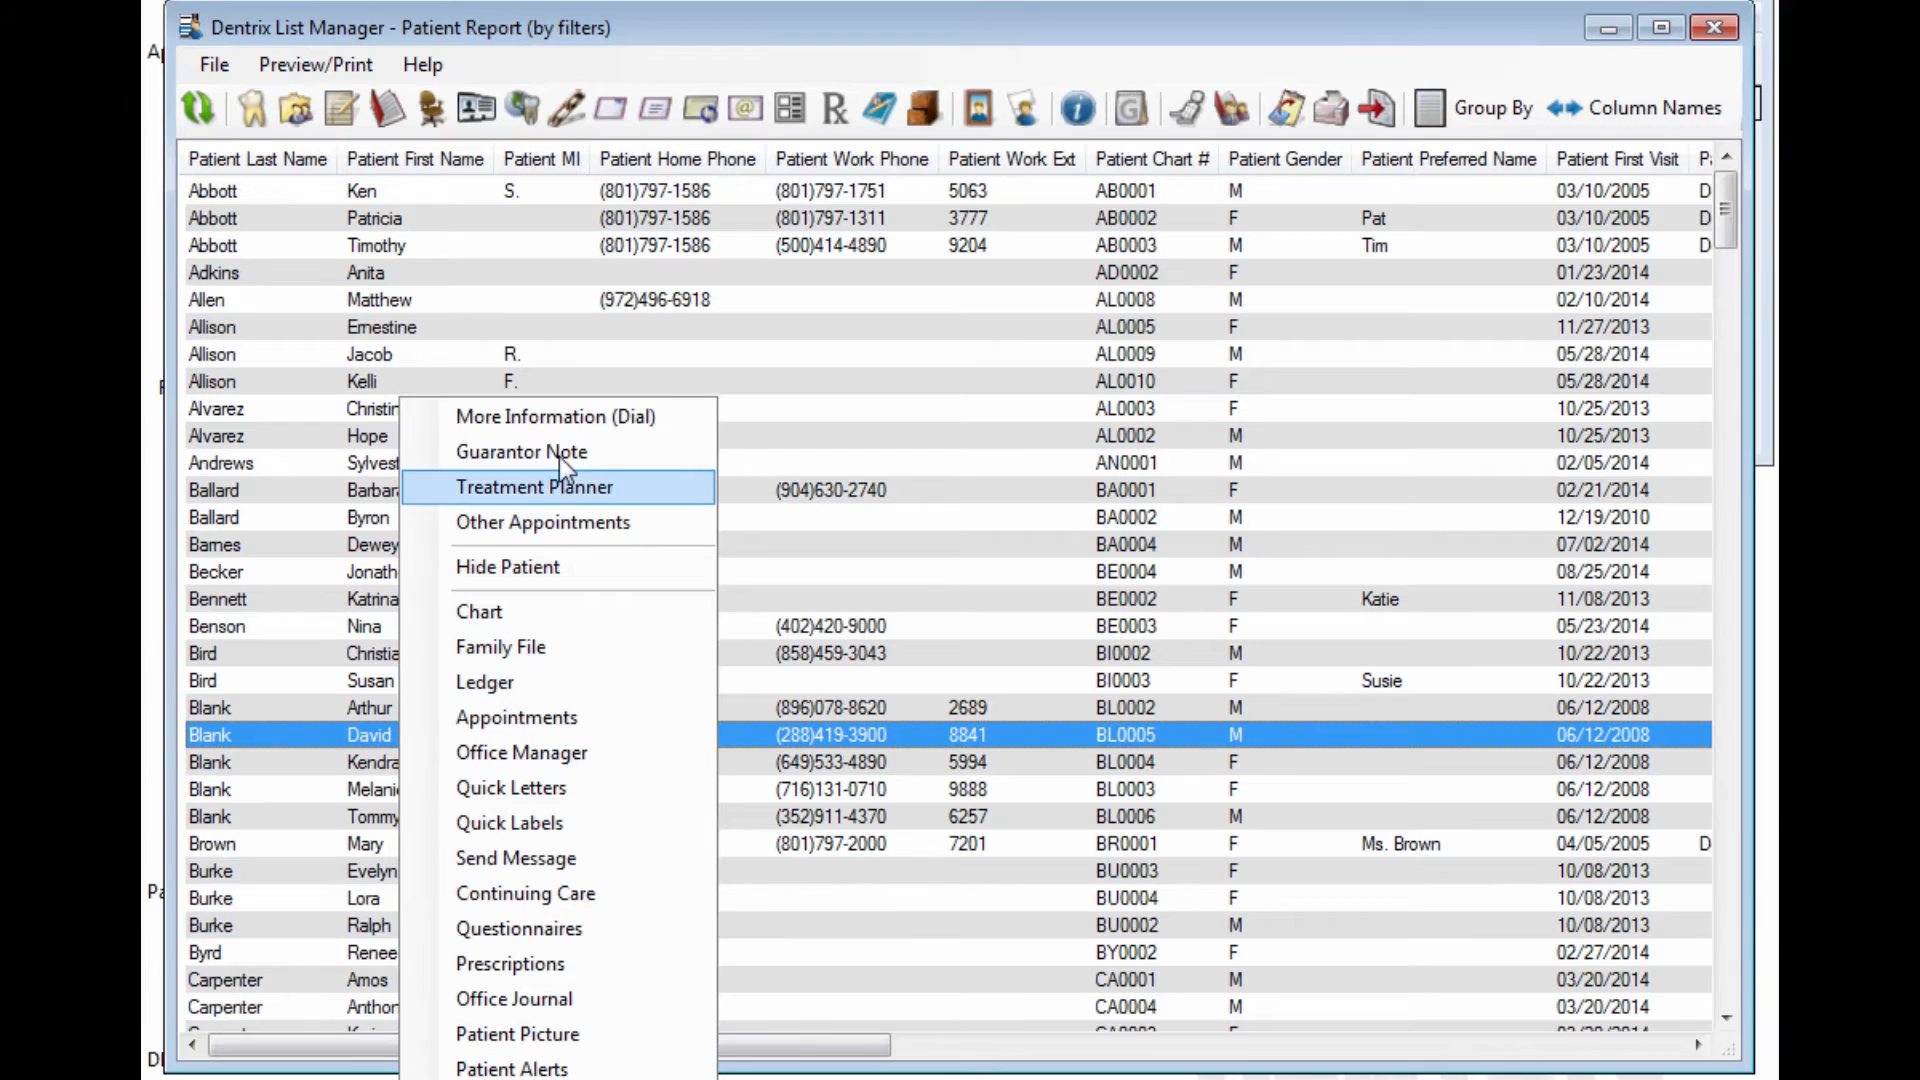 Dentrix List Manager - Patient Report (by filters)
File Preview/Print Help
Group By Column Names
Patient Last Name Patient First Name Patient MI Patient Home Phone Patient Work Phone Patient Work Ext Patient Chart # Patient Gender Patient Preferred Name Patient First Visit
Abbott Ken S. (801)797-1586 (801)797-1751 5063 AB0001 M 03/10/2005 D
Abbott Patricia (801)797-1586 (801)797-1311 3777 AB0002 F Pat 03/10/2005 D
Abbott Timothy (801)797-1586 (500)414-4890 9204 AB0003 M Tim 03/10/2005 D
Adkins Anita AD0002 F 01/23/2014
Allen Matthew (972)496-6918 AL0008 M 02/10/2014
Allison Ernestine AL0005 F 11/27/2013
Allison Jacob R. AL0009 M 05/28/2014
Allison Kelli F. AL0010 F 05/28/2014
Alvarez Christin AL0003 F 10/25/2013
Alvarez Hope AL0002 M 10/25/2013
Andrews Sylvest AN0001 M 02/05/2014
Ballard Barbara (904)630-2740 BA0001 F 02/21/2014
Ballard Byron BA0002 M 12/19/2010
Barnes Dewey BA0004 M 07/02/2014
Becker Jonath BE0004 M 08/25/2014
Bennett Katrina BE0002 F Katie 11/08/2013
Benson Nina (402)420-9000 BE0003 F 05/23/2014
Bird Christia (858)459-3043 BI0002 M 10/22/2013
Bird Susan BI0003 F Susie 10/22/2013
Blank Arthur (896)078-8620 2689 BL0002 M 06/12/2008
Blank David (288)419-3900 8841 BL0005 M 06/12/2008
Blank Kendra (649)533-4890 5994 BL0004 F 06/12/2008
Blank Melanie (716)131-0710 9888 BL0003 F 06/12/2008
Blank Tommy (352)911-4370 6257 BL0006 M 06/12/2008
Brown Mary (801)797-2000 7201 BR0001 F Ms. Brown 04/05/2005 D
Burke Evelyn BU0003 F 10/08/2013
Burke Lora BU0004 F 10/08/2013
Burke Ralph BU0002 M 10/08/2013
Byrd Renee BY0002 F 02/27/2014
Carpenter Amos CA0001 M 03/20/2014
Carpenter Anthon CA0004 M 03/20/2014
More Information (Dial)
Guarantor Note
Treatment Planner
Other Appointments
Hide Patient
Chart
Family File
Ledger
Appointments
Office Manager
Quick Letters
Quick Labels
Send Message
Continuing Care
Questionnaires
Prescriptions
Office Journal
Patient Picture
Patient Alerts